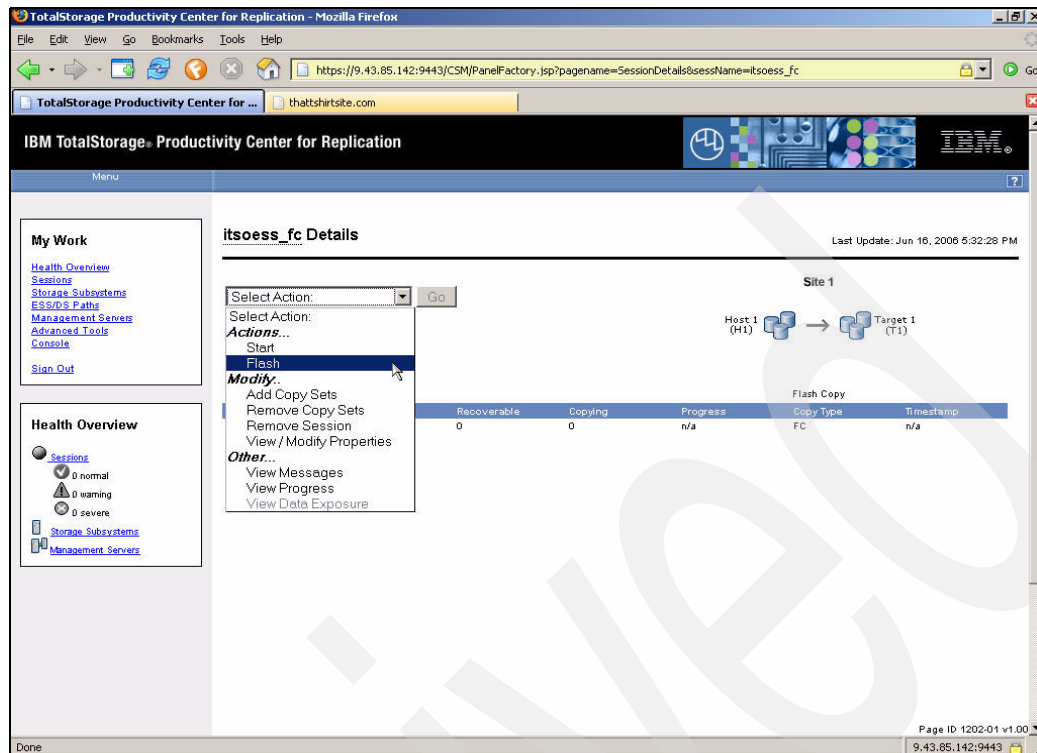 TotalStorage Productivity Center for Replication - Mozilla Firefox
File Edit View Go Bookmarks Tools Help
https://9.43.85.142:9443/CSM/PanelFactory.jsp?pagename=SessionDetails&sessName=itsoess_fc
Go
TotalStorage Productivity Center for ...
thattshirtsite.com
IBM TotalStorage® Productivity Center for Replication
IBM®
Menu
?
My Work
Health Overview
Sessions
Storage Subsystems
ESS/DS Paths
Management Servers
Advanced Tools
Console
Sign Out
Health Overview
Sessions
0 normal
0 warning
0 severe
Storage Subsystems
Management Servers
itsoess_fc Details
Last Update: Jun 16, 2006 5:32:28 PM
Select Action:
Go
Select Action:
Actions...
Start
Flash
Modify..
Add Copy Sets
Remove Copy Sets
Remove Session
View / Modify Properties
Other...
View Messages
View Progress
View Data Exposure
Site 1
Host 1
(H1)
Target 1
(T1)
Flash Copy
Recoverable Copying Progress Copy Type Timestamp
0 0 n/a FC n/a
Page ID 1202-01 v1.00
Done
9.43.85.142:9443